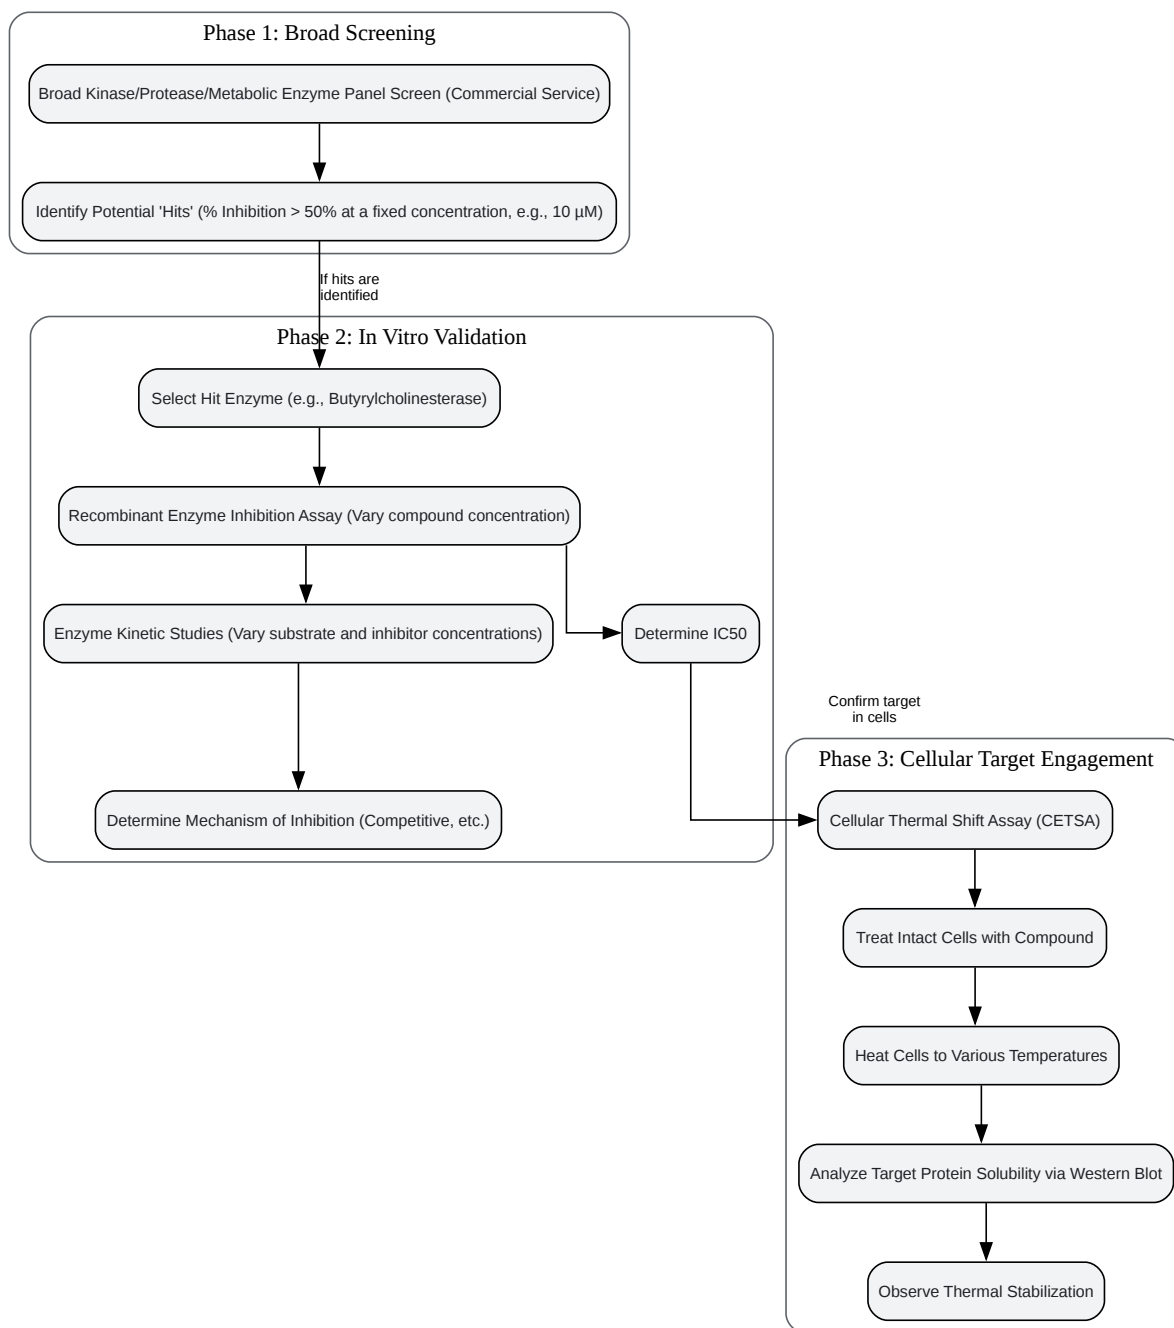 Phase 1: Broad Screening
Broad Kinase/Protease/Metabolic Enzyme Panel Screen (Commercial Service)
Identify Potential 'Hits' (% Inhibition > 50% at a fixed concentration, e.g., 10 µM)
If hits are
identified
Phase 2: In Vitro Validation
Select Hit Enzyme (e.g., Butyrylcholinesterase)
Recombinant Enzyme Inhibition Assay (Vary compound concentration)
Enzyme Kinetic Studies (Vary substrate and inhibitor concentrations)
Determine IC50
Determine Mechanism of Inhibition (Competitive, etc.)
Confirm target
in cells
Phase 3: Cellular Target Engagement
Cellular Thermal Shift Assay (CETSA)
Treat Intact Cells with Compound
Heat Cells to Various Temperatures
Analyze Target Protein Solubility via Western Blot
Observe Thermal Stabilization